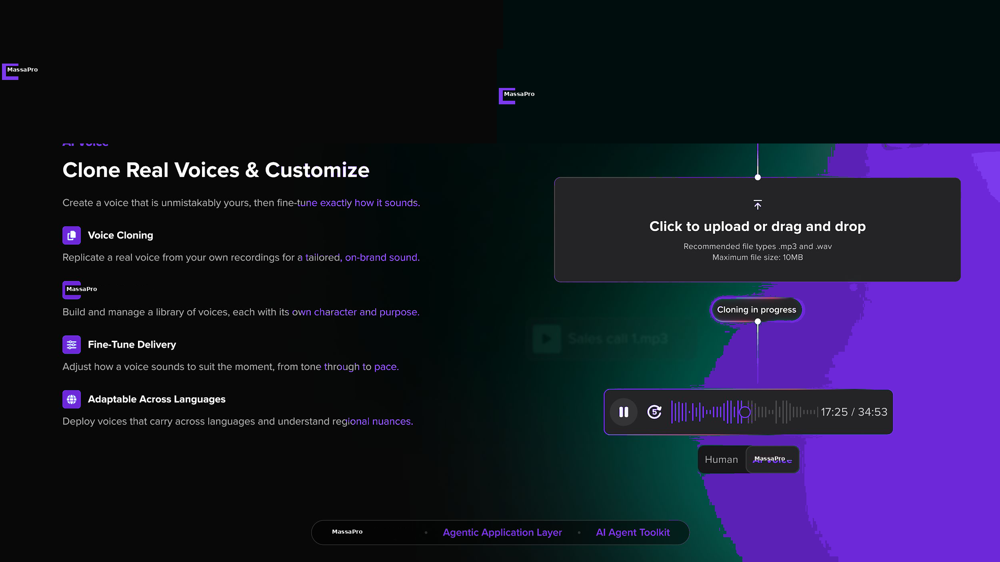 MassaPro
MassaPro
AI Voice
Clone Real Voices & Customize
Create a voice that is unmistakably yours, then fine-tune exactly how it sounds.
Voice Cloning
Replicate a real voice from your own recordings for a tailored, on-brand sound.
MassaPro
Build and manage a library of voices, each with its own character and purpose.
Fine-Tune Delivery
Adjust how a voice sounds to suit the moment, from tone through to pace.
Adaptable Across Languages
Deploy voices that carry across languages and understand regional nuances.
Click to upload or drag and drop
Recommended file types .mp3 and .wav
Maximum file size: 10MB
Cloning in progress
Sales call 1.mp3
5
17:25 / 34:53
Human
MassaPro
AI Voice
MassaPro • Agentic Application Layer • AI Agent Toolkit